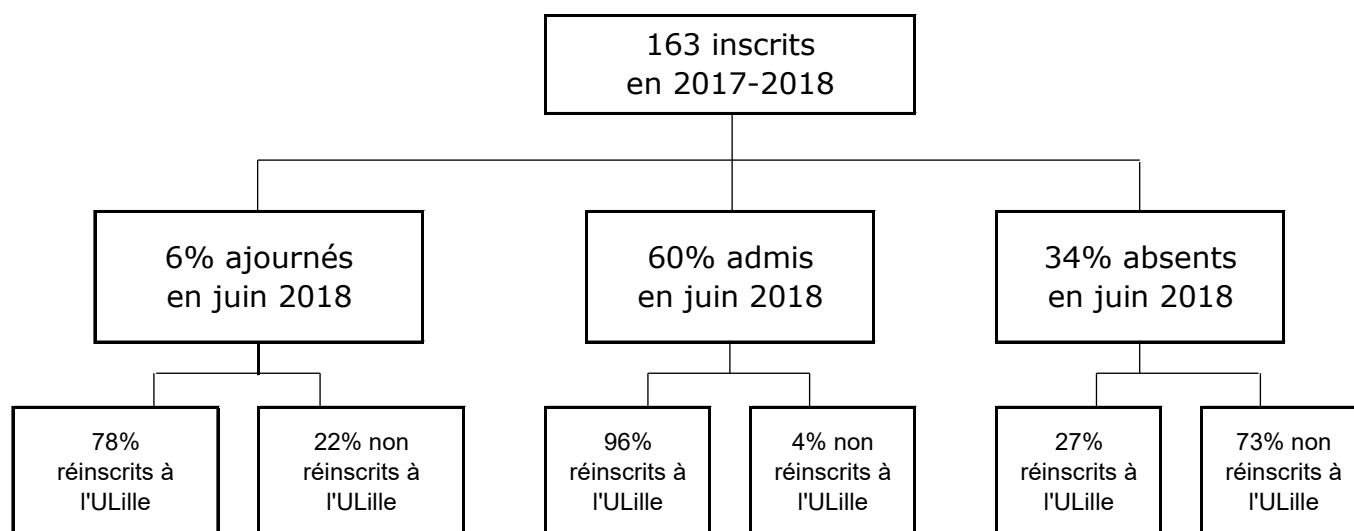 163 inscrits
en 2017-2018
6% ajournés
en juin 2018
60% admis
en juin 2018
34% absents
en juin 2018
78%
réinscrits à
l'ULille
22% non
réinscrits à
l'ULille
96%
réinscrits à
l'ULille
4% non
réinscrits à
l'ULille
27%
réinscrits à
l'ULille
73% non
réinscrits à
l'ULille